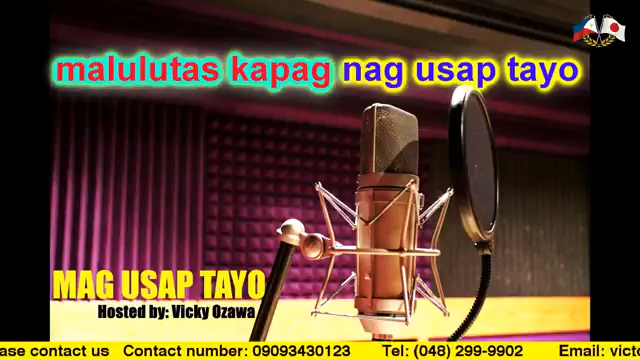 malulutas kapag nag usap tayo
MAG USAP TAYO
Hosted by: Vicky Ozawa
ase contact us Contact number: 09093430123 Tel: (048) 299-9902 Email: victo